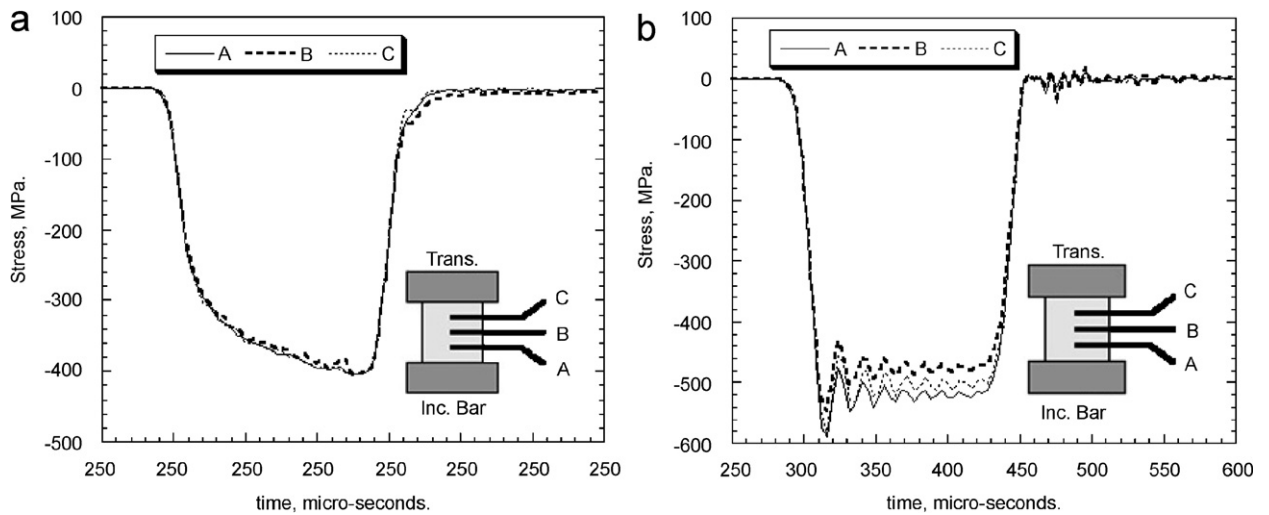 a
100
0
-100
-200
-300
-400
-500
Stress, MPa.
A B C
Trans.
C
B
A
Inc. Bar
250 250 250 250 250 250 250 250
time, micro-seconds.
b
100
0
-100
-200
-300
-400
-500
-600
Stress, MPa.
A B C
Trans.
C
B
A
Inc. Bar
250 300 350 400 450 500 550 600
time, micro-seconds.